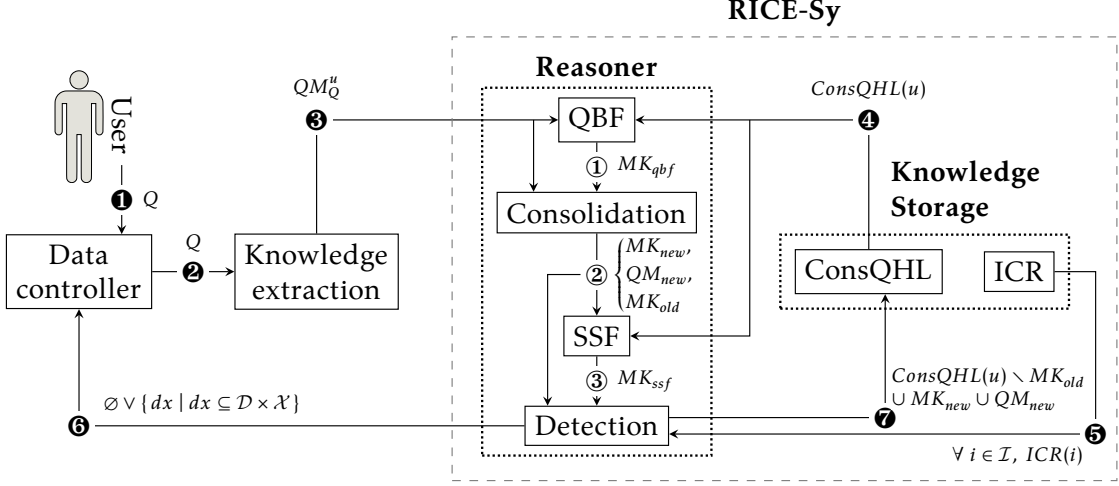 RICE-Sy
Reasoner
User
QM^u_Q
❸
QBF
ConsQHL(u)
❹
① MK_qbf
❶ Q
Knowledge
Storage
Consolidation
Data
controller
Q
❷
Knowledge
extraction
②
MK_new,
QM_new,
MK_old
ConsQHL
ICR
SSF
③ MK_ssf
∅ ∨ {dx | dx ⊆ 𝒟 × 𝒳}
❻
Detection
ConsQHL(u) ∖ MK_old
∪ MK_new ∪ QM_new
❼
❺
∀ i ∈ ℐ, ICR(i)